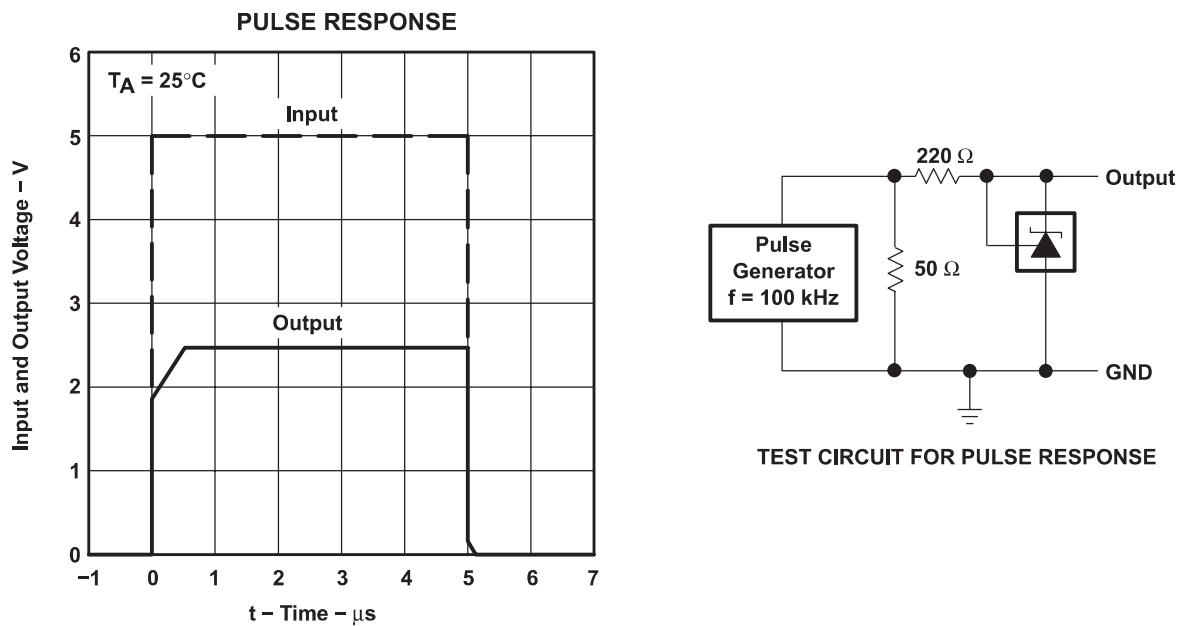 PULSE RESPONSE
6
5
4
3
2
1
0
Input and Output Voltage – V
TA = 25°C
Input
Output
–1 0 1 2 3 4 5 6 7
t – Time – μs
220 Ω
Output
Pulse
Generator
f = 100 kHz
50 Ω
GND
TEST CIRCUIT FOR PULSE RESPONSE